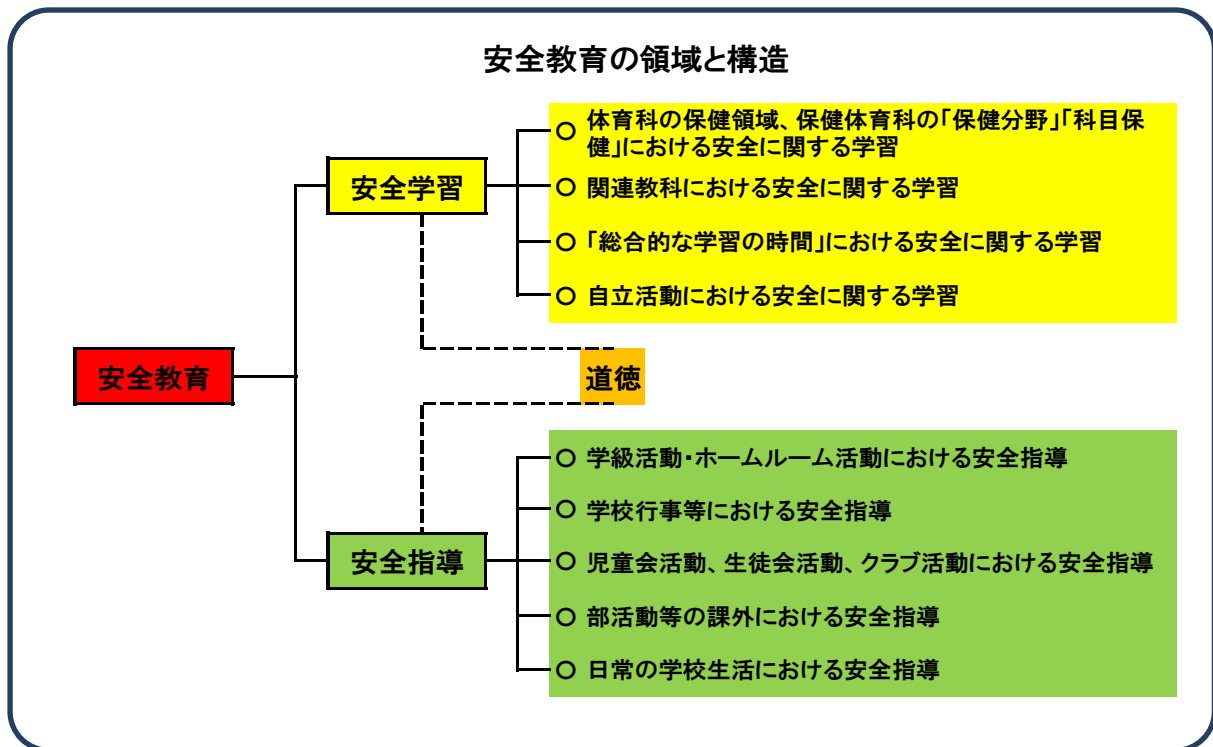 安全教育の領域と構造
○ 体育科の保健領域、保健体育科の「保健分野」「科目保
健」における安全に関する学習
安全学習
○ 関連教科における安全に関する学習
○ 「総合的な学習の時間」における安全に関する学習
○ 自立活動における安全に関する学習
安全教育
道徳
○ 学級活動・ホームルーム活動における安全指導
○ 学校行事等における安全指導
安全指導
○ 児童会活動、生徒会活動、クラブ活動における安全指導
○ 部活動等の課外における安全指導
○ 日常の学校生活における安全指導